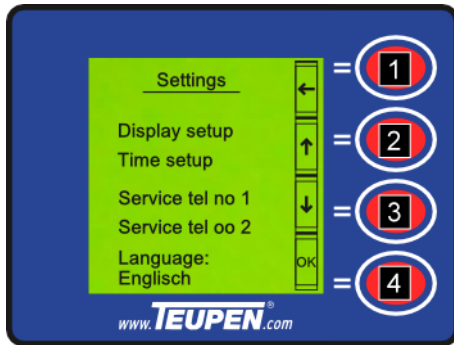 Settings
Display setup
Time setup
Service tel no 1
Service tel oo 2
Language:
Englisch
← = 1
↑ = 2
↓ = 3
OK = 4
www.TEUPEN®.com